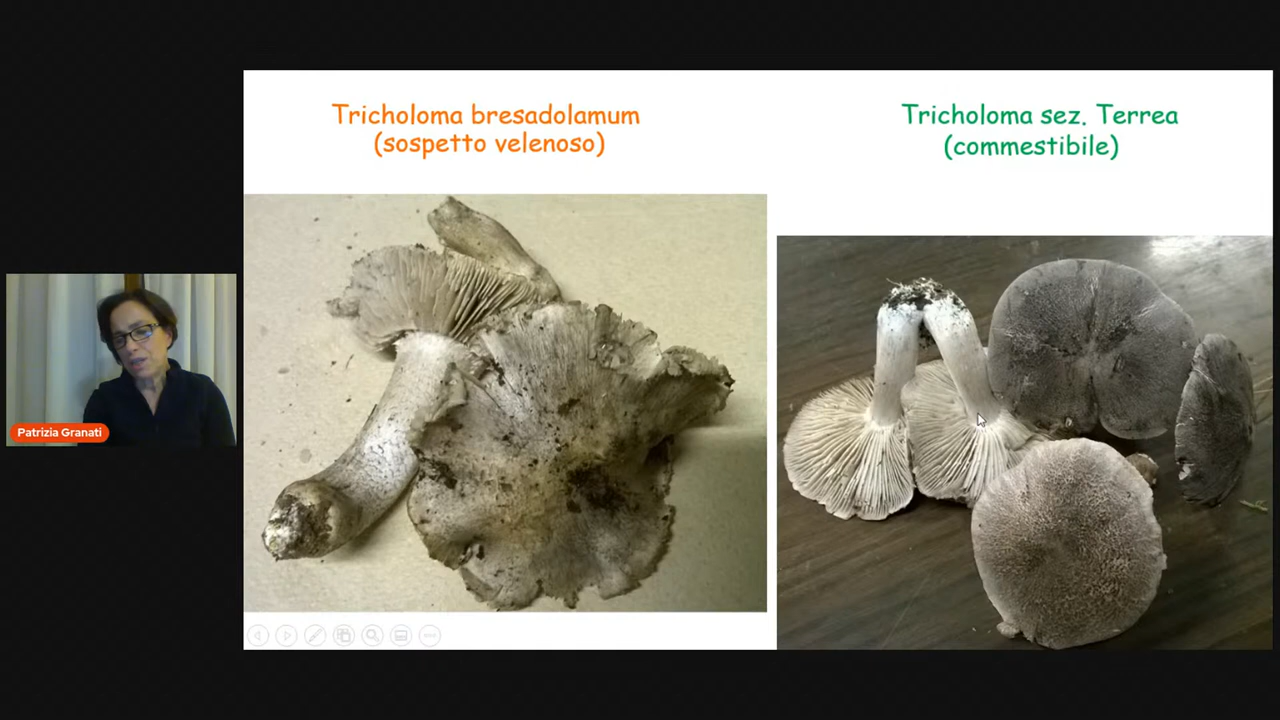 Tricholoma bresadolamum
(sospetto velenoso)
Tricholoma sez. Terrea
(commestibile)
Patrizia Granati